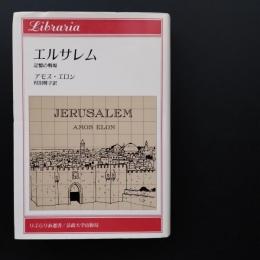 Libraria
エルサレム
記憶の戦場
アモス・エロン
村田靖子訳
JERUSALEM
AMOS ELON
りぶらりあ選書/法政大学出版局